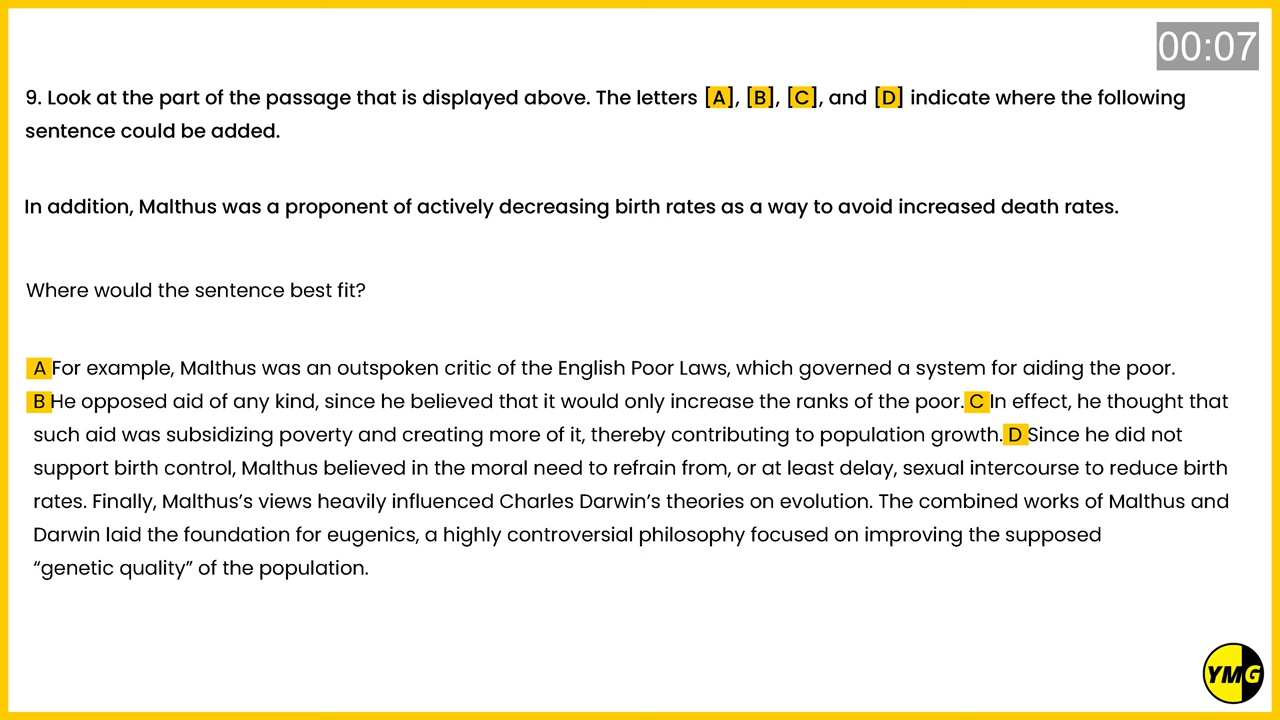 00:07
9. Look at the part of the passage that is displayed above. The letters [A], [B], [C], and [D] indicate where the following
sentence could be added.
In addition, Malthus was a proponent of actively decreasing birth rates as a way to avoid increased death rates.
Where would the sentence best fit?
A For example, Malthus was an outspoken critic of the English Poor Laws, which governed a system for aiding the poor.
B He opposed aid of any kind, since he believed that it would only increase the ranks of the poor. C In effect, he thought that
such aid was subsidizing poverty and creating more of it, thereby contributing to population growth. D Since he did not
support birth control, Malthus believed in the moral need to refrain from, or at least delay, sexual intercourse to reduce birth
rates. Finally, Malthus’s views heavily influenced Charles Darwin’s theories on evolution. The combined works of Malthus and
Darwin laid the foundation for eugenics, a highly controversial philosophy focused on improving the supposed
“genetic quality” of the population.
YMG